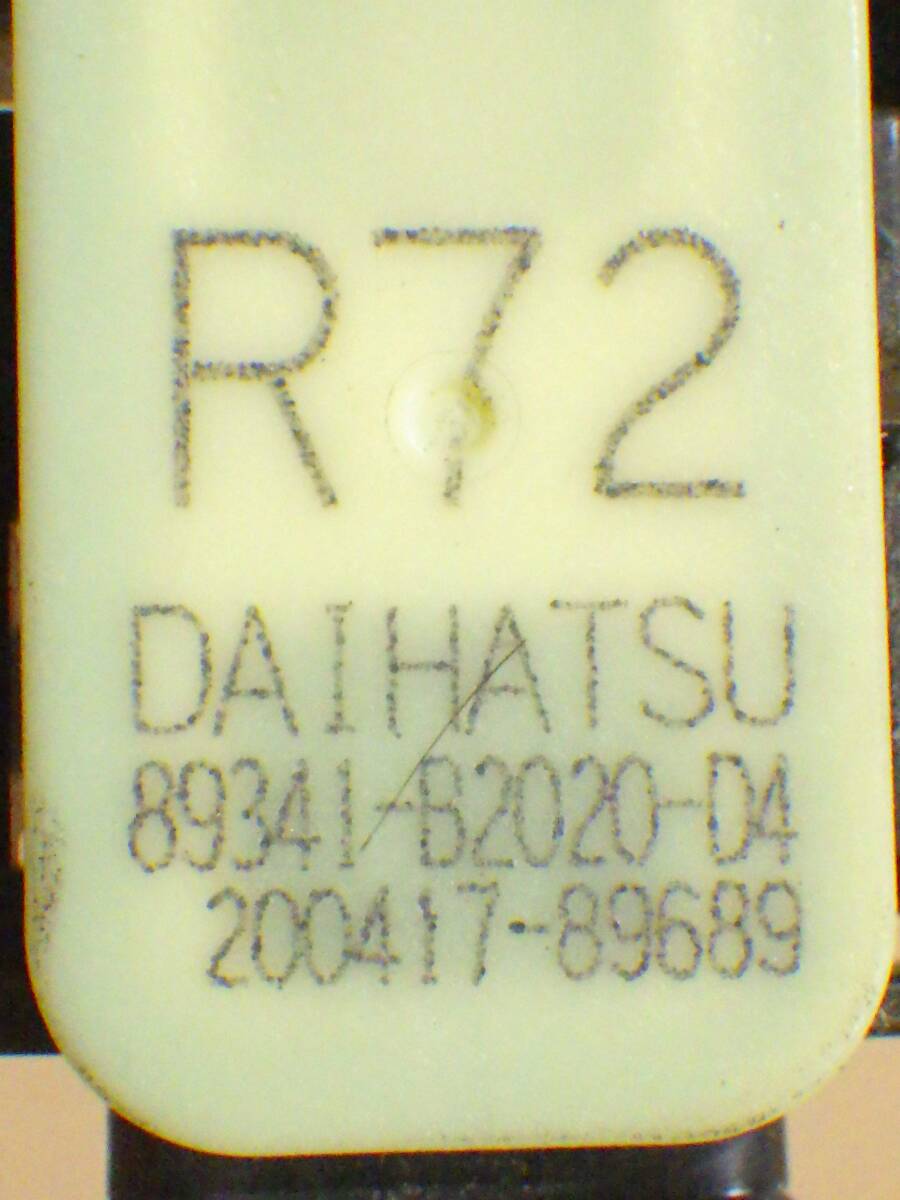 R72
DAIHATSU
89341-B2020-D4
200417-89689